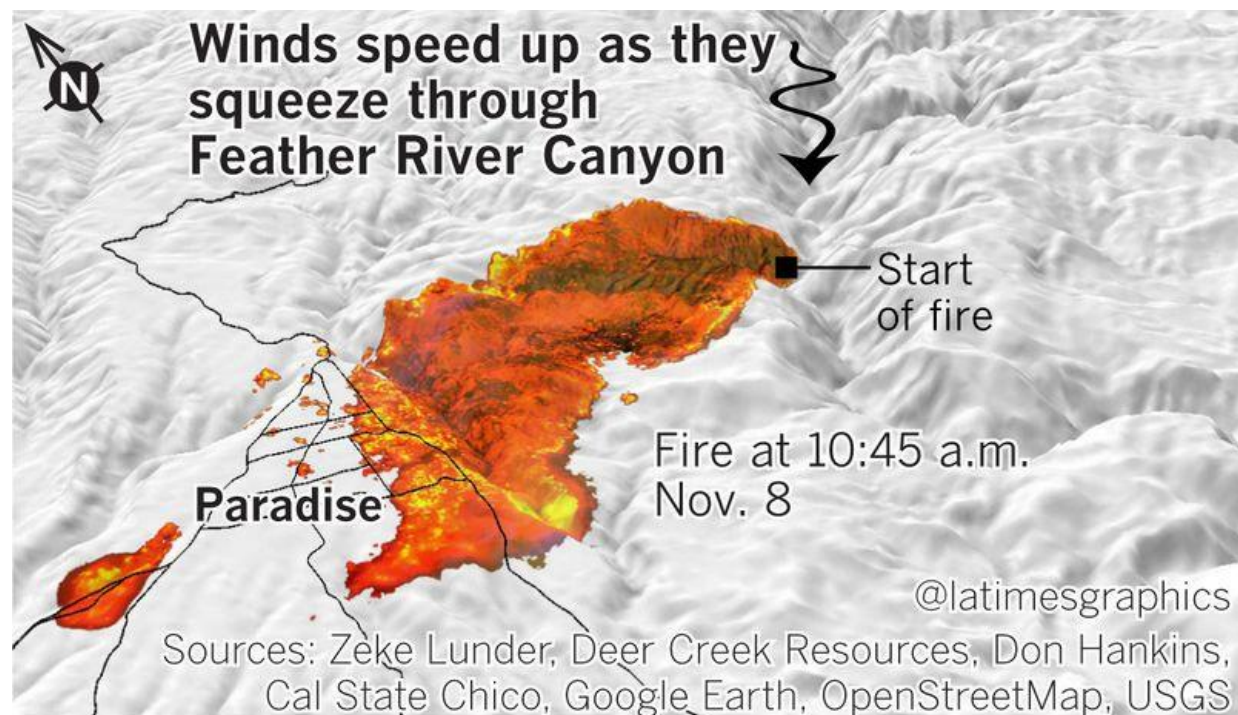 N
Winds speed up as they
squeeze through
Feather River Canyon
Start
of fire
Fire at 10:45 a.m.
Nov. 8
Paradise
@latimesgraphics
Sources: Zeke Lunder, Deer Creek Resources, Don Hankins,
Cal State Chico, Google Earth, OpenStreetMap, USGS